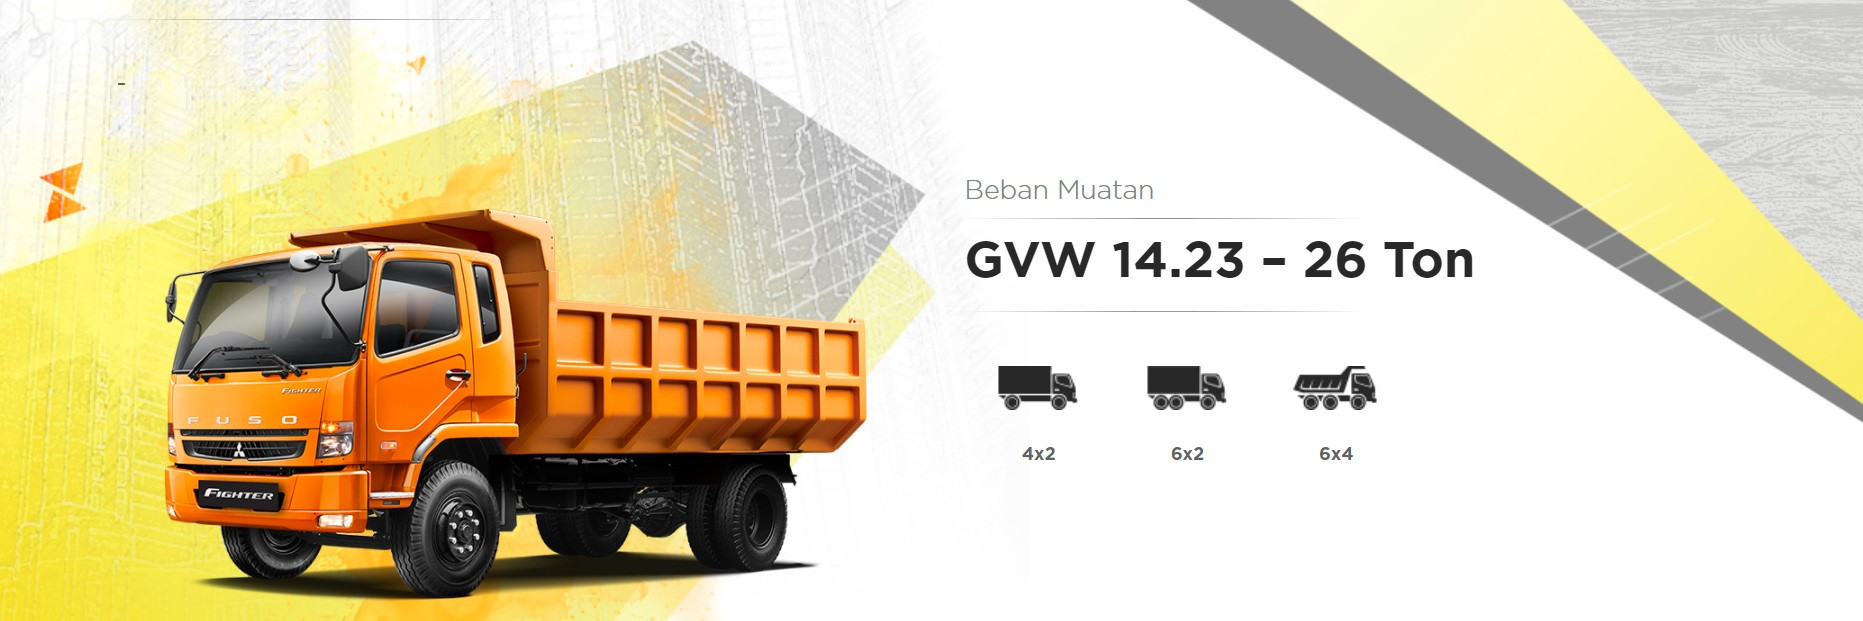 -
Beban Muatan
GVW 14.23 – 26 Ton
4x2
6x2
6x4
FIGHTER
FUSO
FIGHTER